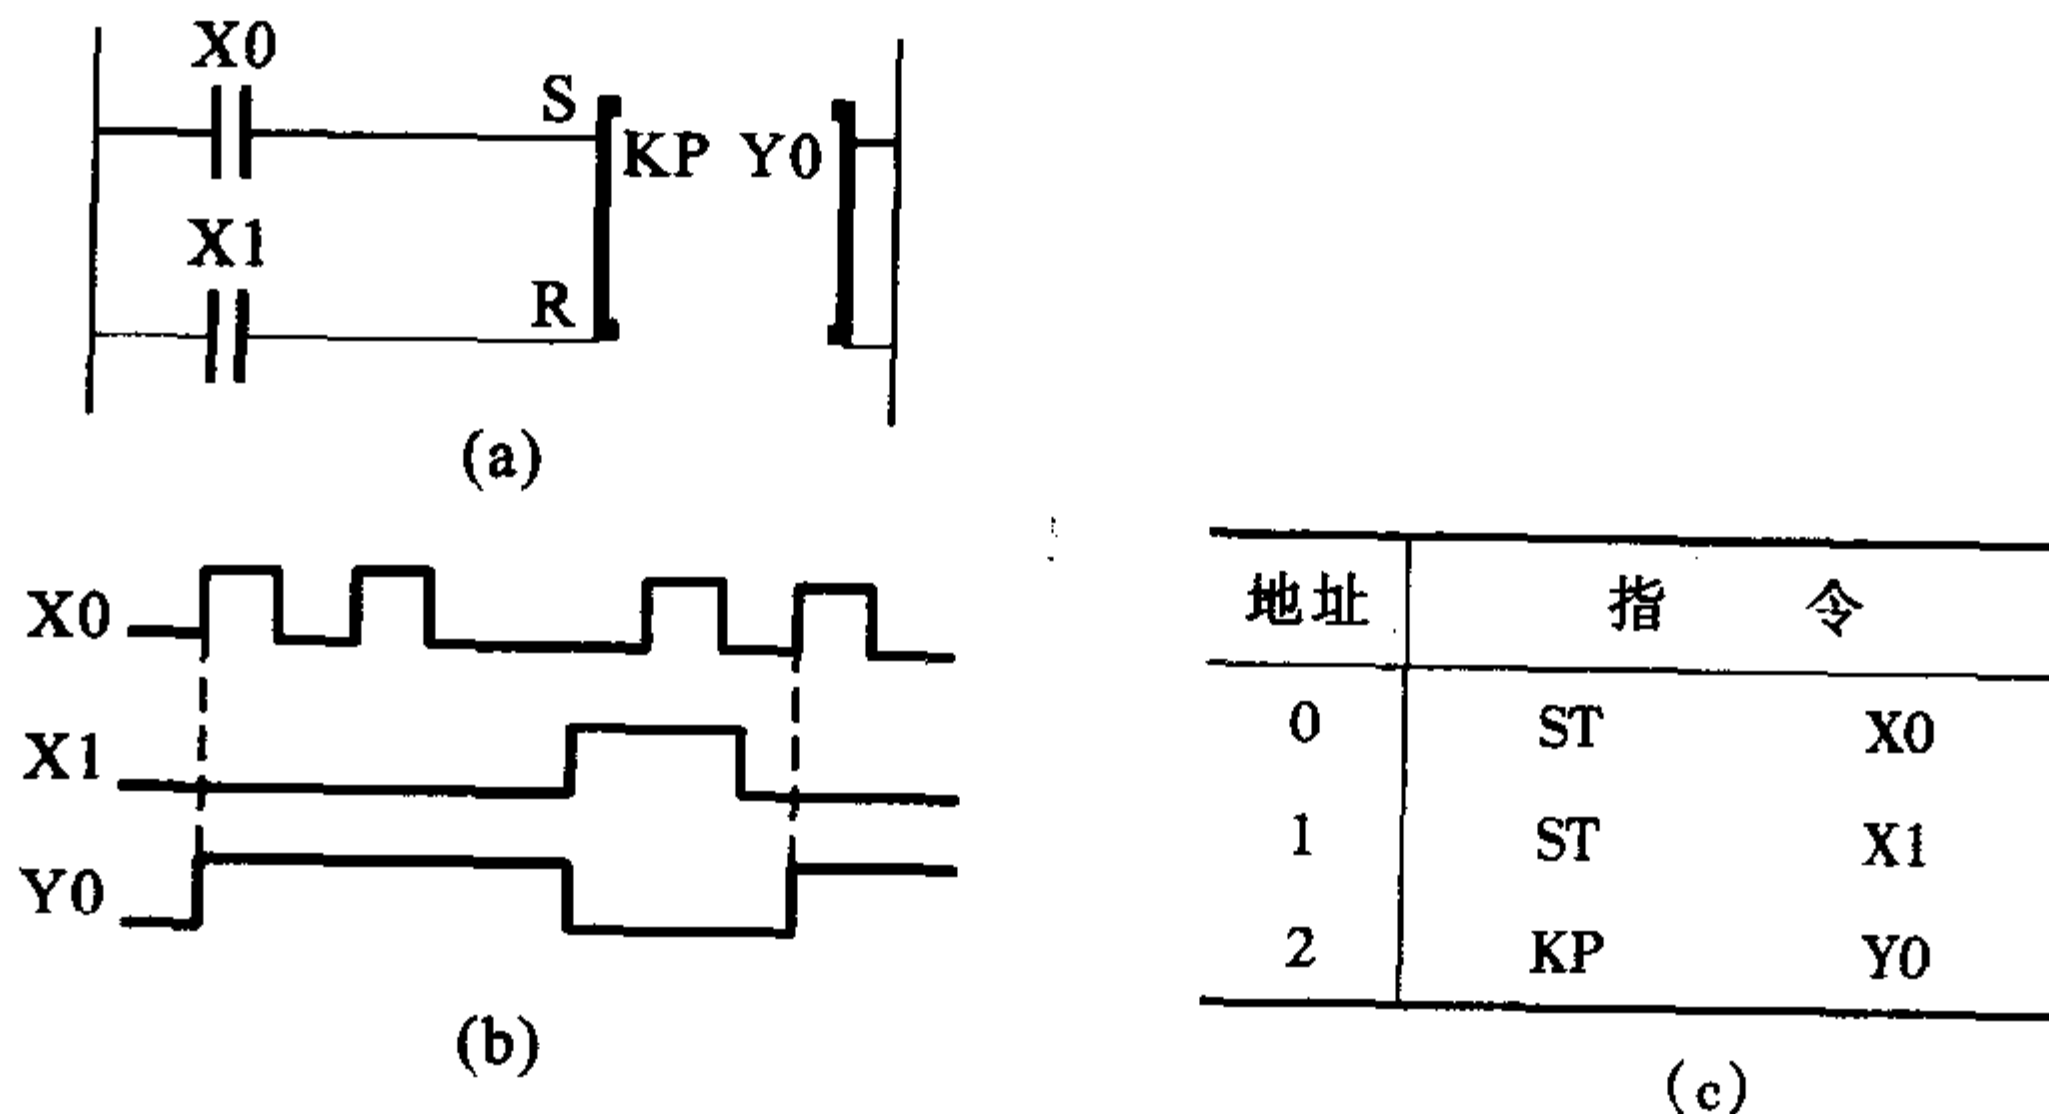 X0
S
KP Y0
X1
R
(a)
X0
X1
Y0
(b)
地址 指 令
0 ST X0
1 ST X1
2 KP Y0
(c)